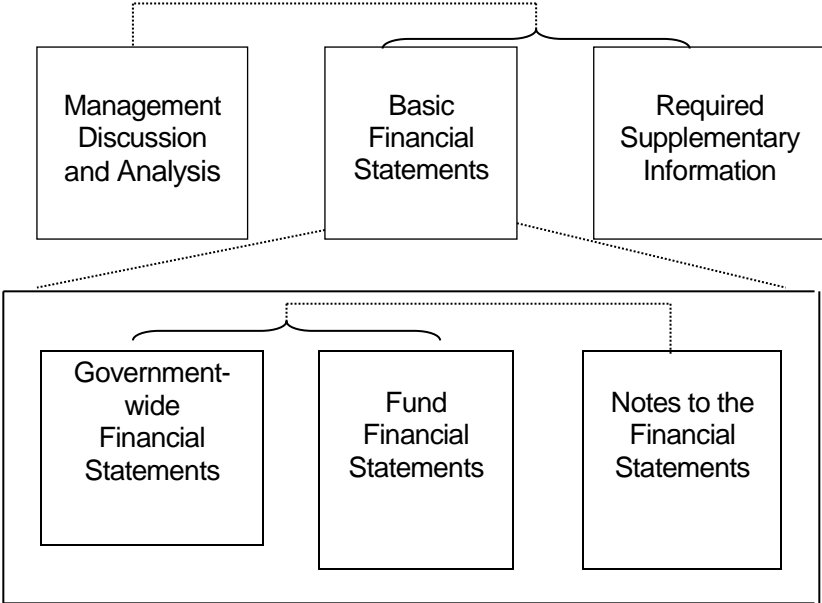 Management
Discussion
and Analysis
Basic
Financial
Statements
Required
Supplementary
Information
Government-
wide
Financial
Statements
Fund
Financial
Statements
Notes to the
Financial
Statements